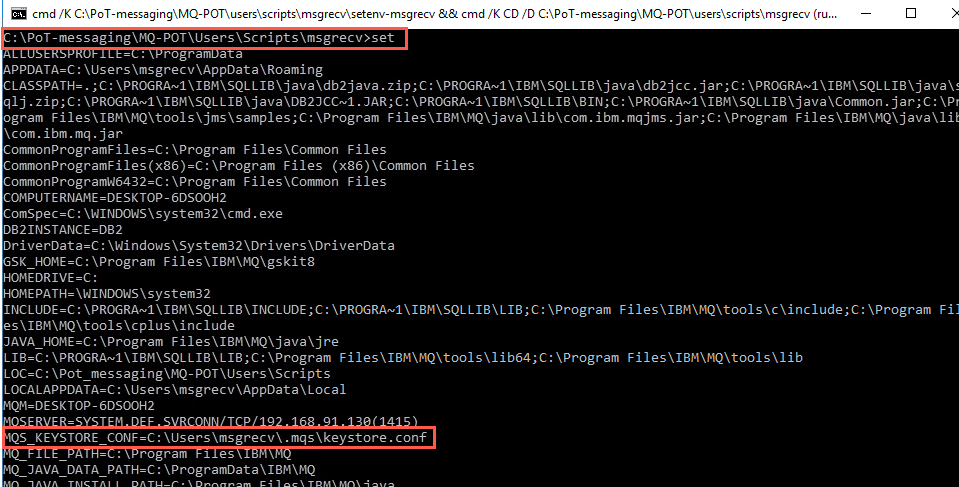 cmd /K C:\PoT-messaging\MQ-POT\users\scripts\msgrecv\setenv-msgrecv && cmd /K CD /D C:\PoT-messaging\MQ-POT\users\scripts\msgrecv (ru...
C:\PoT-messaging\MQ-POT\Users\Scripts\msgrecv>set
ALLUSERSPROFILE=C:\ProgramData
APPDATA=C:\Users\msgrecv\AppData\Roaming
CLASSPATH=.;C:\PROGRA~1\IBM\SQLLIB\java\db2java.zip;C:\PROGRA~1\IBM\SQLLIB\java\db2jcc.jar;C:\PROGRA~1\IBM\SQLLIB\java\s
qlj.zip;C:\PROGRA~1\IBM\SQLLIB\java\DB2JCC~1.JAR;C:\PROGRA~1\IBM\SQLLIB\BIN;C:\PROGRA~1\IBM\SQLLIB\java\Common.jar;C:\Pr
ogram Files\IBM\MQ\tools\jms\samples;C:\Program Files\IBM\MQ\java\lib\com.ibm.mqjms.jar;C:\Program Files\IBM\MQ\java\lib
\com.ibm.mq.jar
CommonProgramFiles=C:\Program Files\Common Files
CommonProgramFiles(x86)=C:\Program Files (x86)\Common Files
CommonProgramW6432=C:\Program Files\Common Files
COMPUTERNAME=DESKTOP-6DSOOH2
ComSpec=C:\WINDOWS\system32\cmd.exe
DB2INSTANCE=DB2
DriverData=C:\Windows\System32\Drivers\DriverData
GSK_HOME=C:\Program Files\IBM\MQ\gskit8
HOMEDRIVE=C:
HOMEPATH=\WINDOWS\system32
INCLUDE=C:\PROGRA~1\IBM\SQLLIB\INCLUDE;C:\PROGRA~1\IBM\SQLLIB\LIB;C:\Program Files\IBM\MQ\tools\c\include;C:\Program Fil
es\IBM\MQ\tools\cplus\include
JAVA_HOME=C:\Program Files\IBM\MQ\java\jre
LIB=C:\PROGRA~1\IBM\SQLLIB\LIB;C:\Program Files\IBM\MQ\tools\lib64;C:\Program Files\IBM\MQ\tools\lib
LOC=C:\Pot_messaging\MQ-POT\Users\Scripts
LOCALAPPDATA=C:\Users\msgrecv\AppData\Local
MQM=DESKTOP-6DSOOH2
MQSERVER=SYSTEM.DEF.SVRCONN/TCP/192.168.91.130(1415)
MQS_KEYSTORE_CONF=C:\Users\msgrecv\.mqs\keystore.conf
MQ_FILE_PATH=C:\Program Files\IBM\MQ
MQ_JAVA_DATA_PATH=C:\ProgramData\IBM\MQ
MQ_JAVA_INSTALL_PATH=C:\Program Files\IBM\MQ\java